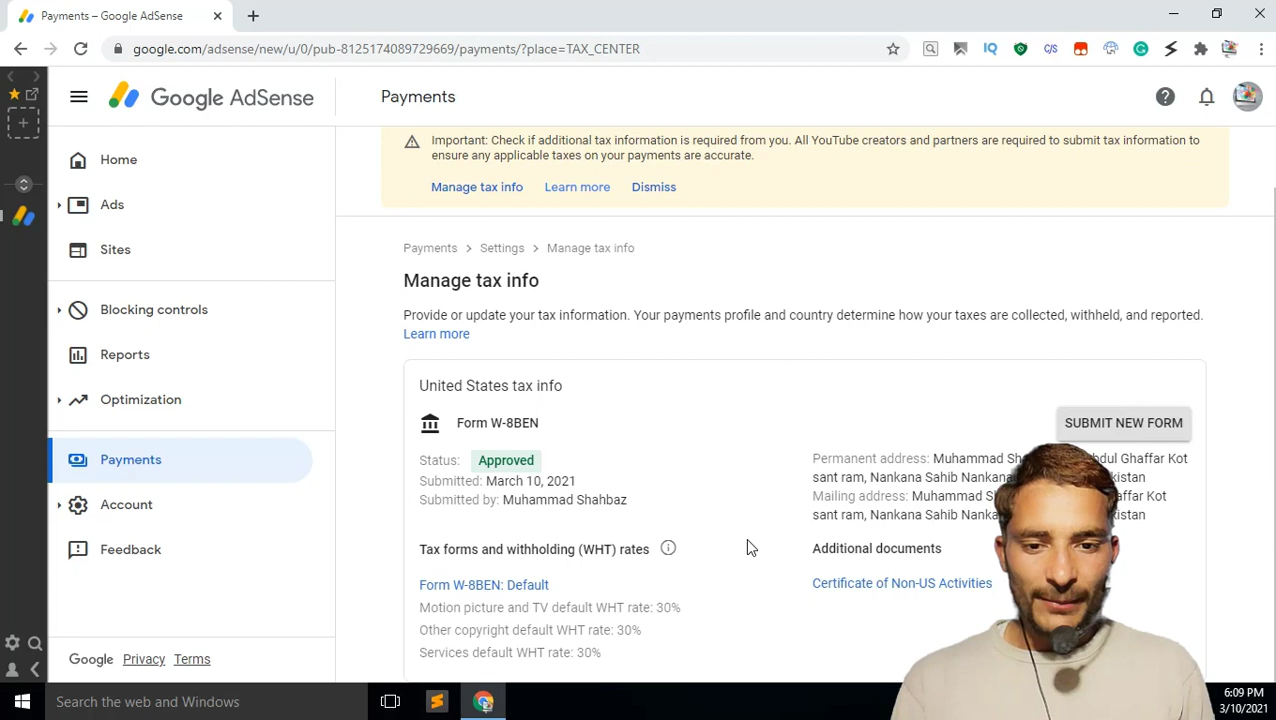 Payments – Google AdSense
google.com/adsense/new/u/0/pub-8125174089729669/payments/?place=TAX_CENTER
Google AdSense
Payments
Home
Ads
Sites
Blocking controls
Reports
Optimization
Payments
Account
Feedback
Google Privacy Terms
Important: Check if additional tax information is required from you. All YouTube creators and partners are required to submit tax information to
ensure any applicable taxes on your payments are accurate.
Manage tax info Learn more Dismiss
Payments > Settings > Manage tax info
Manage tax info
Provide or update your tax information. Your payments profile and country determine how your taxes are collected, withheld, and reported.
Learn more
United States tax info
Form W-8BEN
SUBMIT NEW FORM
Status: Approved
Submitted: March 10, 2021
Submitted by: Muhammad Shahbaz
Tax forms and withholding (WHT) rates
Form W-8BEN: Default
Motion picture and TV default WHT rate: 30%
Other copyright default WHT rate: 30%
Services default WHT rate: 30%
Permanent address: Muhammad Ghaffar Kot
sant ram, Nankana Sahib
Mailing address: Muhammad Kot
sant ram, Nankana Sahib
Additional documents
Certificate of Non-US Activities
Search the web and Windows
6:09 PM
3/10/2021